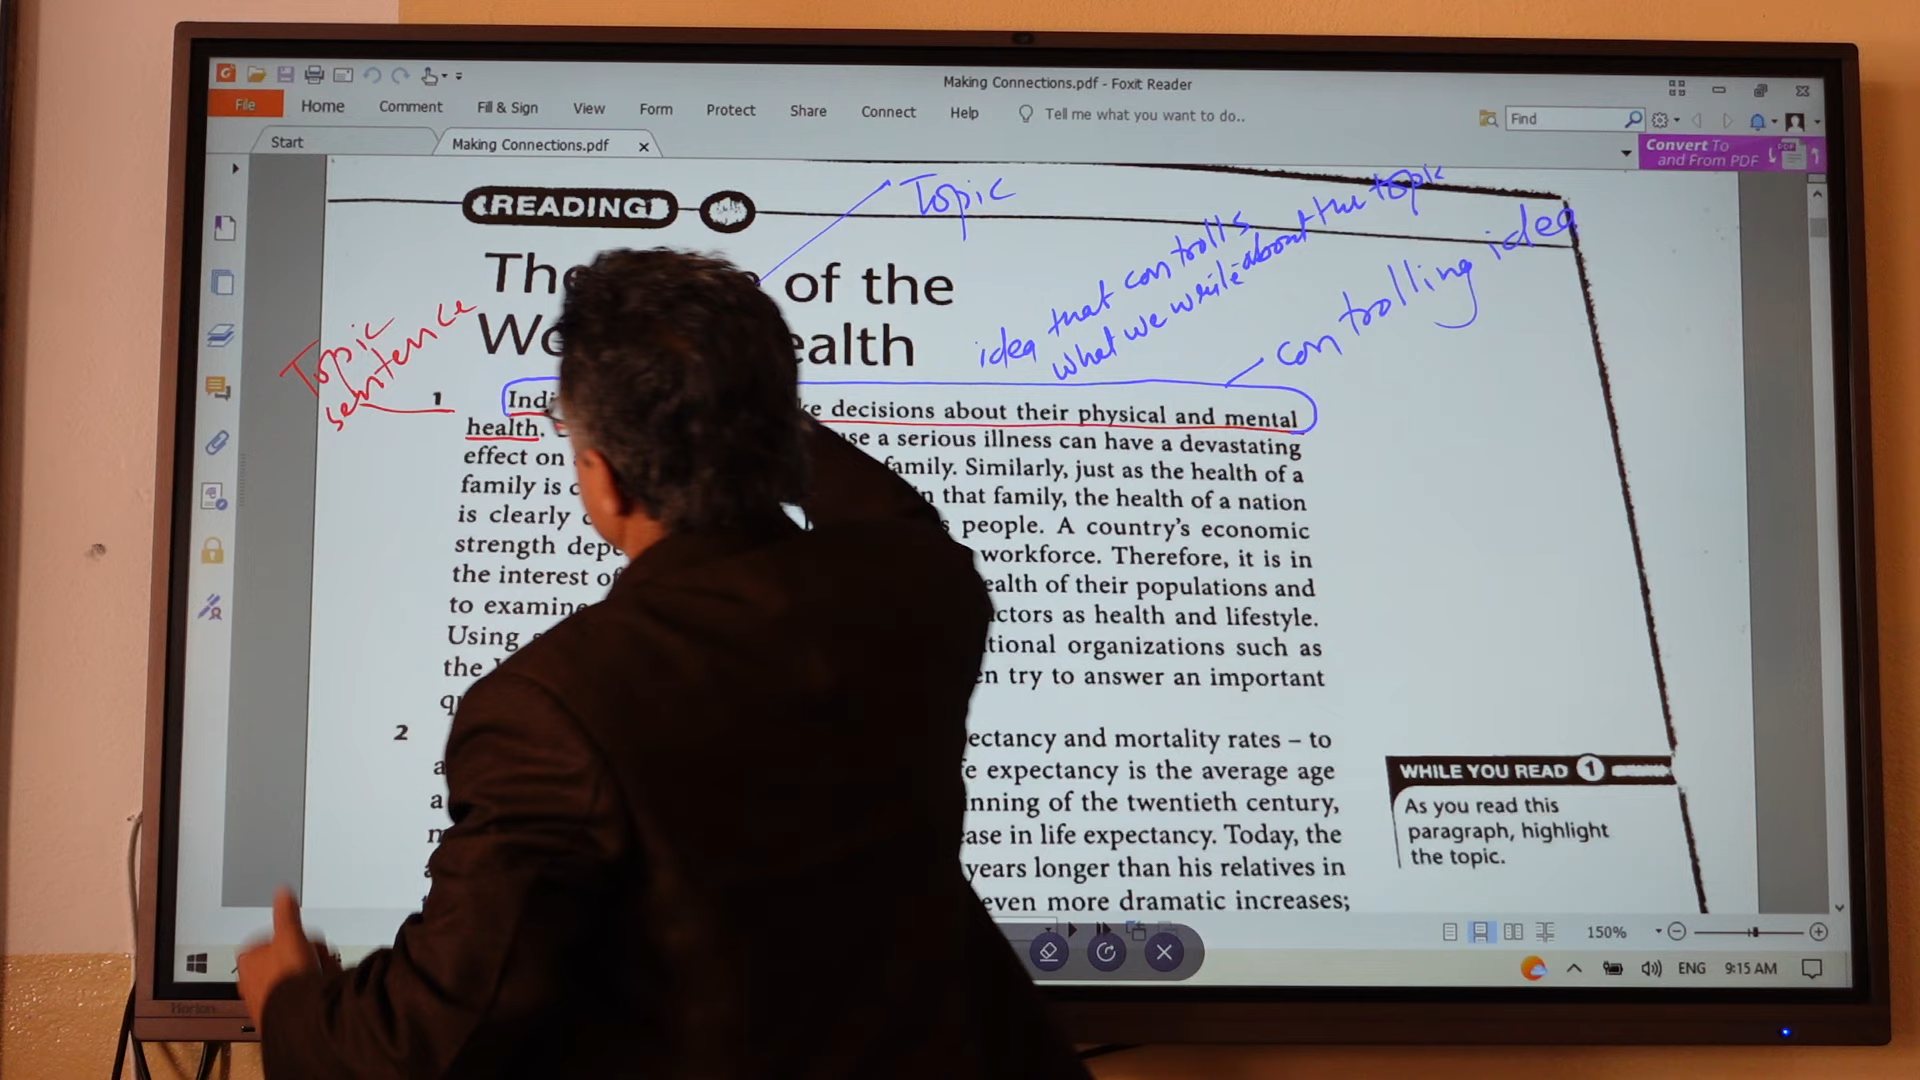 Making Connections.pdf - Foxit Reader
File Home Comment Fill & Sign View Form Protect Share Connect Help Tell me what you want to do.. Find
Start Making Connections.pdf x Convert To
and From PDF
READING
Topic
idea that controlls
what we write about the topic
controlling idea
The of the
alth
Topic
sentence
1
ke decisions about their physical and mental
health. se a serious illness can have a devastating
effect on family. Similarly, just as the health of a
family is that family, the health of a nation
is clearly people. A country's economic
strength workforce. Therefore, it is in
the interest of ealth of their populations and
to examine ctors as health and lifestyle.
Using tional organizations such as
the en try to answer an important
2
ectancy and mortality rates – to
expectancy is the average age
nning of the twentieth century,
ase in life expectancy. Today, the
years longer than his relatives in
even more dramatic increases;
WHILE YOU READ 1
As you read this
paragraph, highlight
the topic.
150%
ENG 9:15 AM
Horion